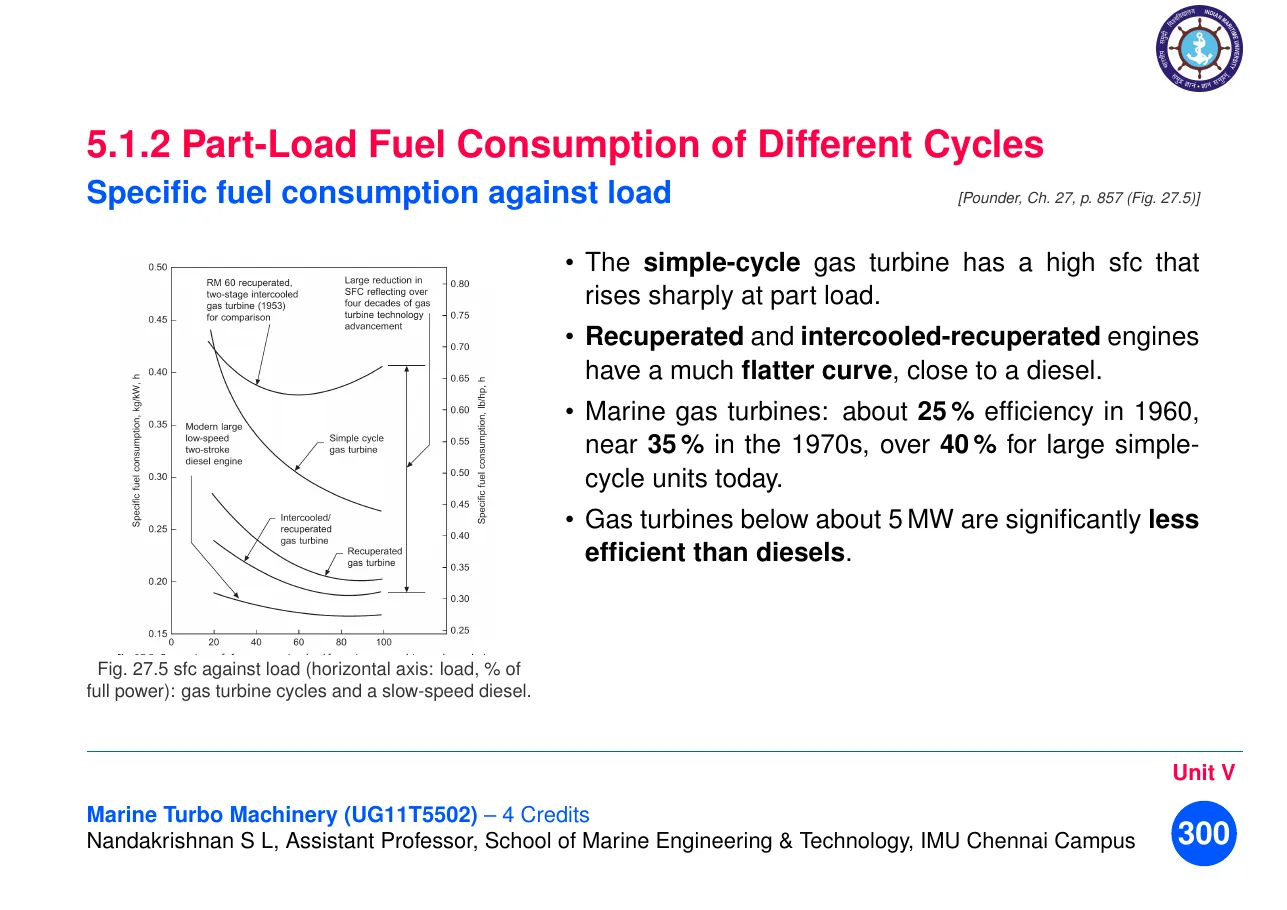 INDIAN MARITIME UNIVERSITY
5.1.2 Part-Load Fuel Consumption of Different Cycles
Specific fuel consumption against load
[Pounder, Ch. 27, p. 857 (Fig. 27.5)]
0.50
0.45
0.40
0.35
0.30
0.25
0.20
0.15
Specific fuel consumption, kg/kW, h
RM 60 recuperated,
two-stage intercooled
gas turbine (1953)
for comparison
Large reduction in
SFC reflecting over
four decades of gas
turbine technology
advancement
Modern large
low-speed
two-stroke
diesel engine
Simple cycle
gas turbine
Intercooled/
recuperated
gas turbine
Recuperated
gas turbine
0.80
0.75
0.70
0.65
0.60
0.55
0.50
0.45
0.40
0.35
0.30
0.25
Specific fuel consumption, lb/hp, h
0 20 40 60 80 100
Fig. 27.5 sfc against load (horizontal axis: load, % of
full power): gas turbine cycles and a slow-speed diesel.
• The simple-cycle gas turbine has a high sfc that
rises sharply at part load.
• Recuperated and intercooled-recuperated engines
have a much flatter curve, close to a diesel.
• Marine gas turbines: about 25 % efficiency in 1960,
near 35 % in the 1970s, over 40 % for large simple-
cycle units today.
• Gas turbines below about 5 MW are significantly less
efficient than diesels.
Unit V
Marine Turbo Machinery (UG11T5502) – 4 Credits
Nandakrishnan S L, Assistant Professor, School of Marine Engineering & Technology, IMU Chennai Campus
300